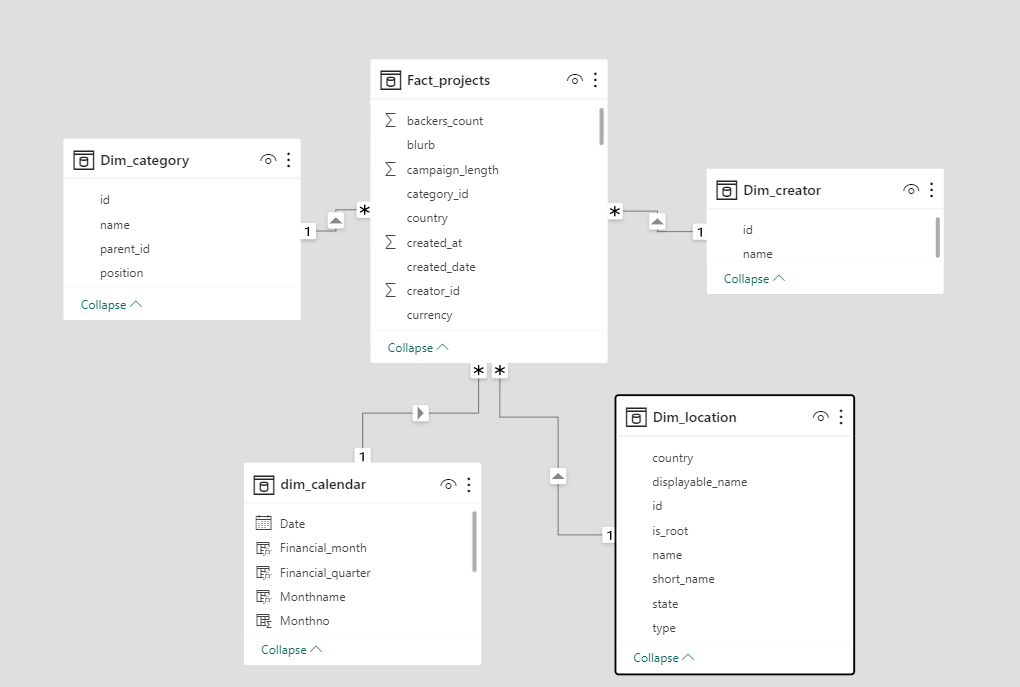 Fact_projects
backers_count
blurb
campaign_length
category_id
country
created_at
created_date
creator_id
currency
Collapse
Dim_category
id
name
parent_id
position
Collapse
Dim_creator
id
name
Collapse
1
*
*
1
*
*
1
1
dim_calendar
Date
Financial_month
Financial_quarter
Monthname
Monthno
Collapse
Dim_location
country
displayable_name
id
is_root
name
short_name
state
type
Collapse